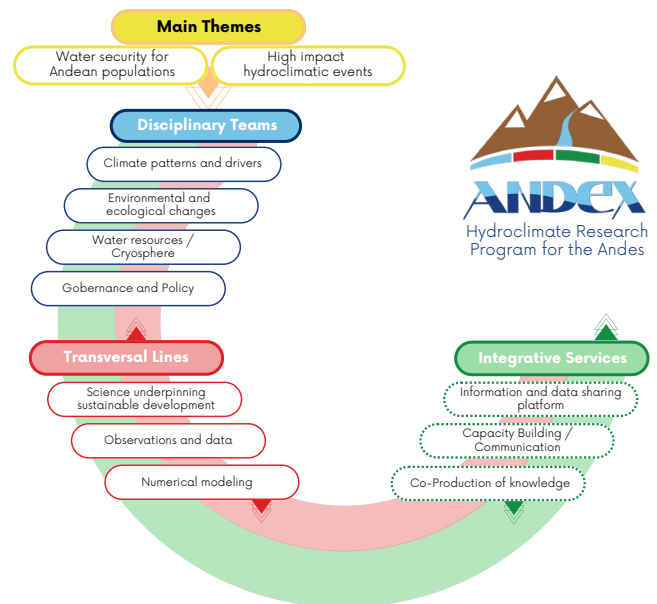 Main Themes
Water security for
Andean populations
High impact
hydroclimatic events
Disciplinary Teams
Climate patterns and drivers
Environmental and
ecological changes
Water resources /
Cryosphere
Gobernance and Policy
ANDEX
Hydroclimate Research
Program for the Andes
Transversal Lines
Science underpinning
sustainable development
Observations and data
Numerical modeling
Integrative Services
Information and data sharing
platform
Capacity Building /
Communication
Co-Production of knowledge